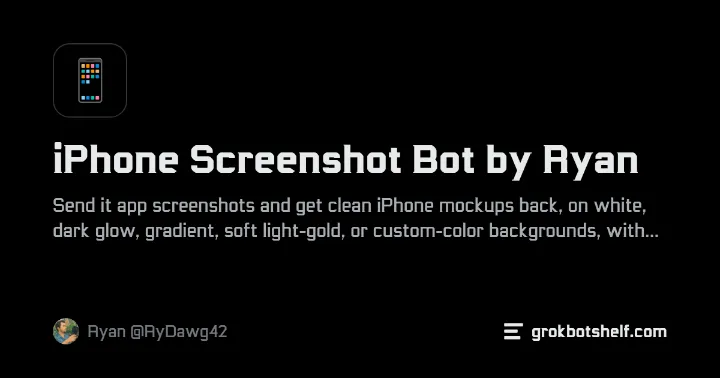 iPhone Screenshot Bot by Ryan
Send it app screenshots and get clean iPhone mockups back, on white,
dark glow, gradient, soft light-gold, or custom-color backgrounds, with...
Ryan @RyDawg42
grokbotshelf.com